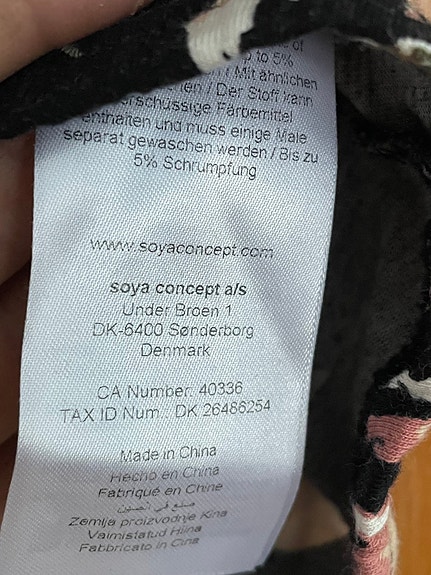 of
to 5%
/ Mit ähnlichen
/ Der Stoff kann
Färbemittel
enthalten und muss einige Male
separat gewaschen werden / Bis zu
5% Schrumpfung
www.soyaconcept.com
soya concept a/s
Under Broen 1
DK-6400 Sønderborg
Denmark
CA Number: 40336
TAX ID Num.: DK 26486254
Made in China
Hecho en China
Fabriqué en Chine
صنع في الصين
Zemlja proizvodnje Kina
Valmistatud Hiina
Fabbricato in Cina